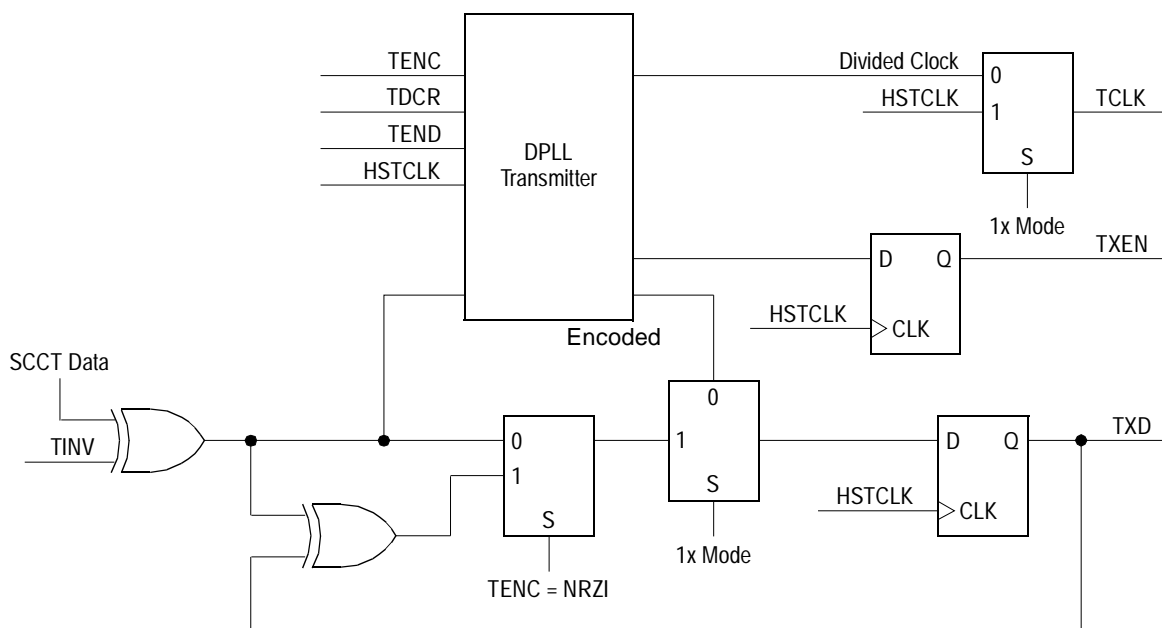 TENC
TDCR
TEND
HSTCLK
DPLL
Transmitter
Divided Clock
HSTCLK
0
1
S
TCLK
1x Mode
D
Q
TXEN
HSTCLK
CLK
Encoded
SCCT Data
TINV
0
1
S
TENC = NRZI
0
1
S
1x Mode
D
Q
TXD
HSTCLK
CLK